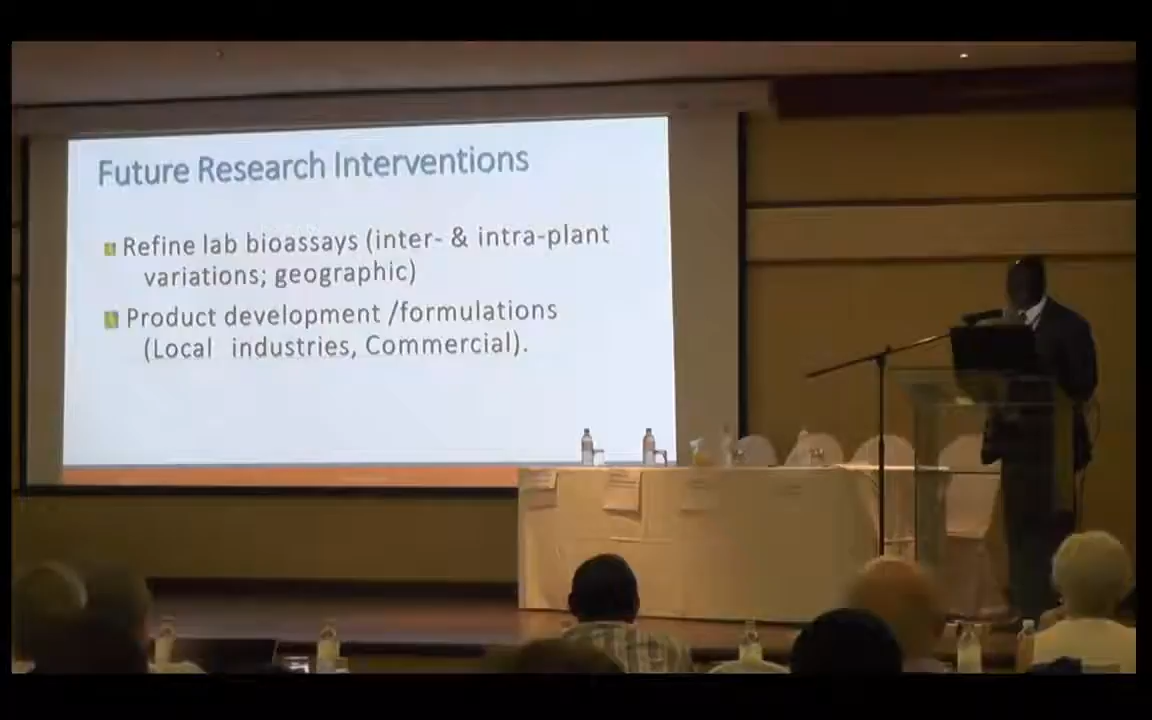 Future Research Interventions
Refine lab bioassays (inter- & intra-plant
variations; geographic)
Product development /formulations
(Local industries, Commercial).